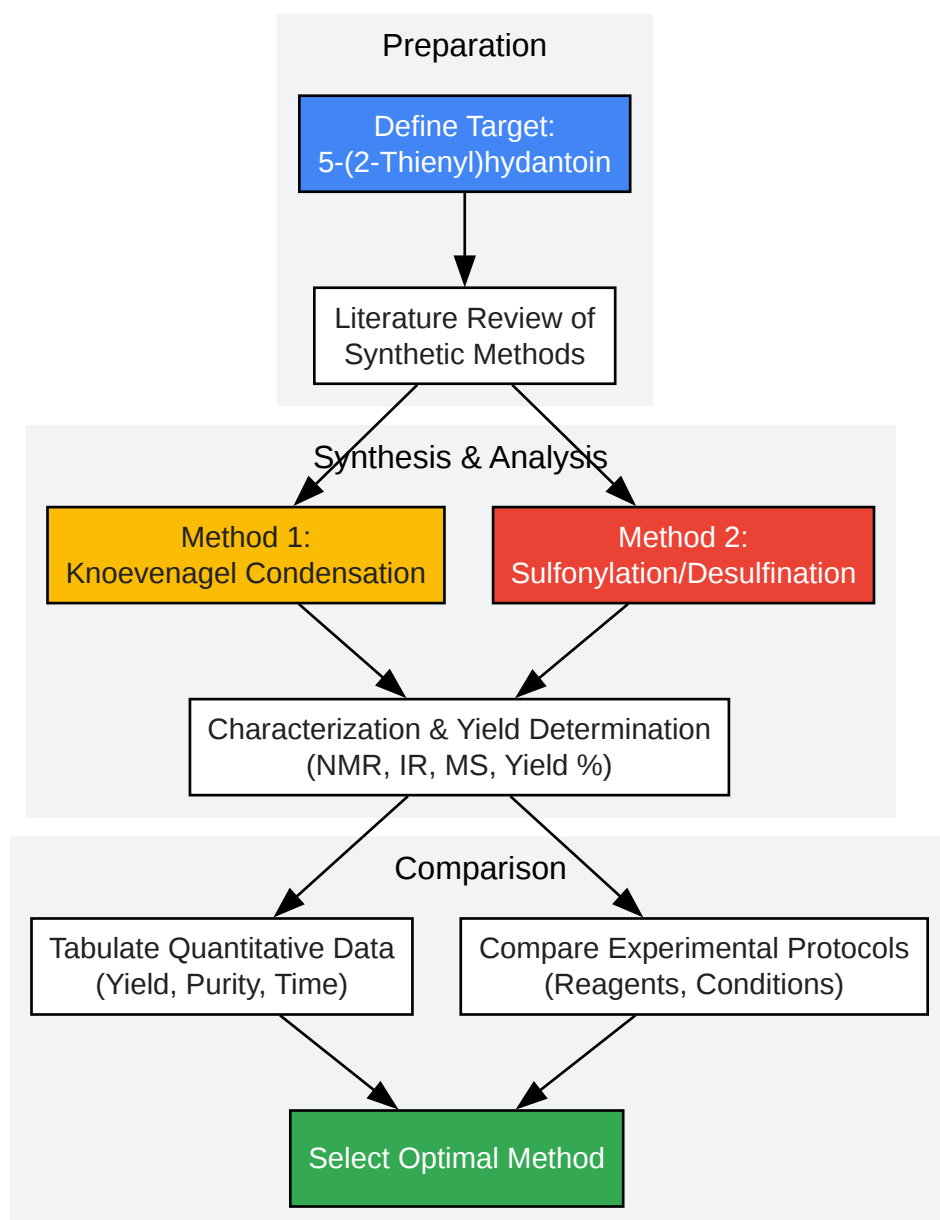 Preparation
Define Target:
5-(2-Thienyl)hydantoin
Literature Review of
Synthetic Methods
Synthesis & Analysis
Method 1:
Knoevenagel Condensation
Method 2:
Sulfonylation/Desulfination
Characterization & Yield Determination
(NMR, IR, MS, Yield %)
Comparison
Tabulate Quantitative Data
(Yield, Purity, Time)
Compare Experimental Protocols
(Reagents, Conditions)
Select Optimal Method